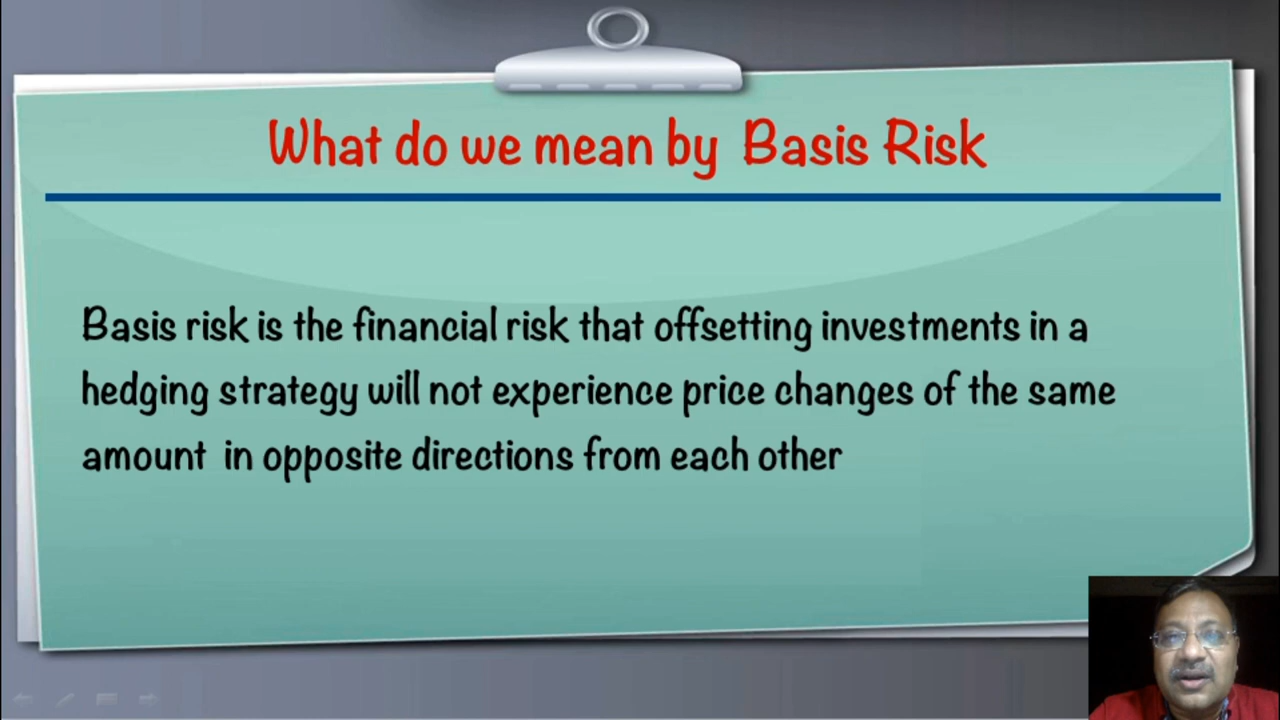 What do we mean by Basis Risk
Basis risk is the financial risk that offsetting investments in a
hedging strategy will not experience price changes of the same
amount in opposite directions from each other